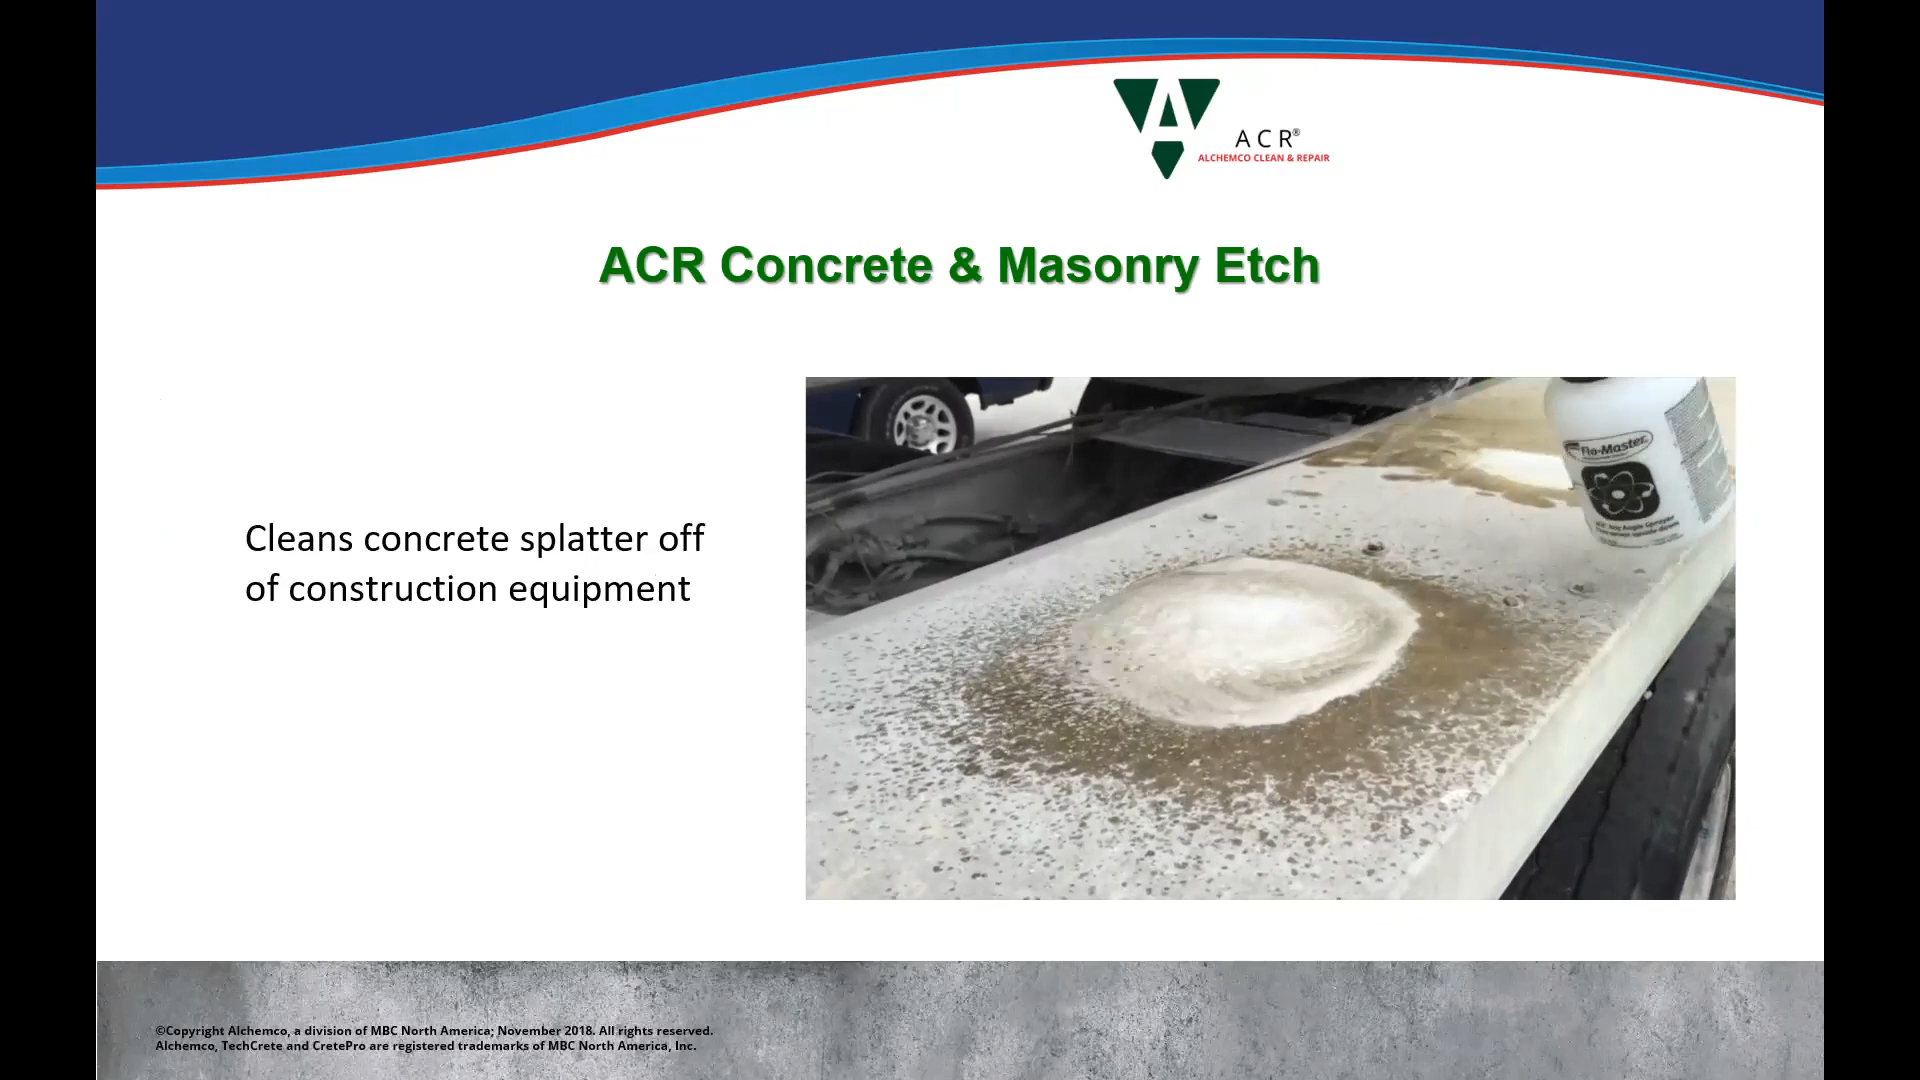 A C R®
ALCHEMCO CLEAN & REPAIR
ACR Concrete & Masonry Etch
Cleans concrete splatter off
of construction equipment
Flo-Master
©Copyright Alchemco, a division of MBC North America; November 2018. All rights reserved.
Alchemco, TechCrete and CretePro are registered trademarks of MBC North America, Inc.